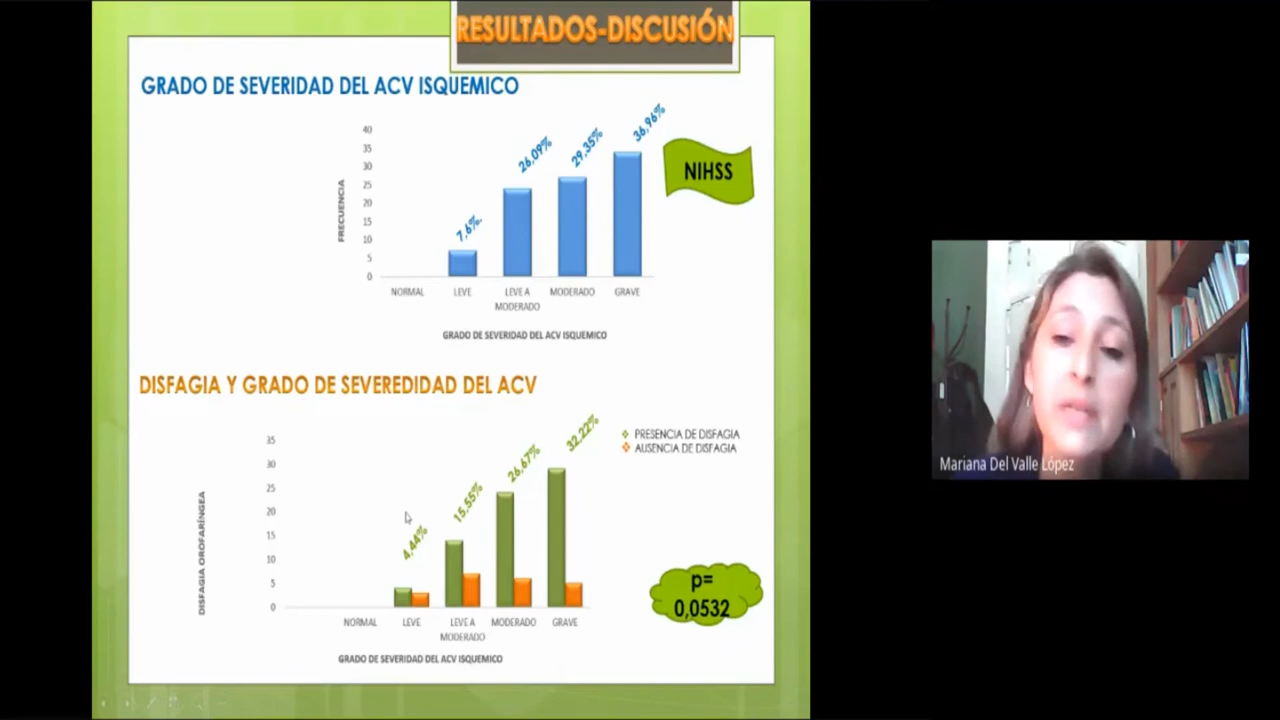 RESULTADOS-DISCUSIÓN
GRADO DE SEVERIDAD DEL ACV ISQUEMICO
40
35
30
25
20
15
10
5
0
FRECUENCIA
7,6%.
26,09%
29,35%
36,96%
NORMAL
LEVE
LEVE A
MODERADO
MODERADO
GRAVE
GRADO DE SEVERIDAD DEL ACV ISQUEMICO
NIHSS
DISFAGIA Y GRADO DE SEVEREDIDAD DEL ACV
35
30
25
20
15
10
5
0
DISFAGIA OROFARÍNGEA
4,44%
15,55%
26,67%
32,22%
NORMAL
LEVE
LEVE A
MODERADO
MODERADO
GRAVE
GRADO DE SEVERIDAD DEL ACV ISQUEMICO
PRESENCIA DE DISFAGIA
AUSENCIA DE DISFAGIA
p=
0,0532
Mariana Del Valle López